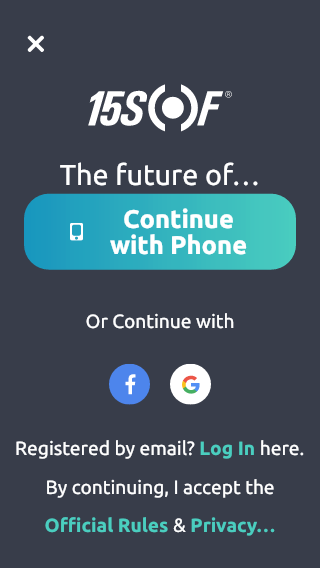 15SOF®
The future of...
Continue
with Phone
Or Continue with
f G
Registered by email? Log In here.
By continuing, I accept the
Official Rules & Privacy...